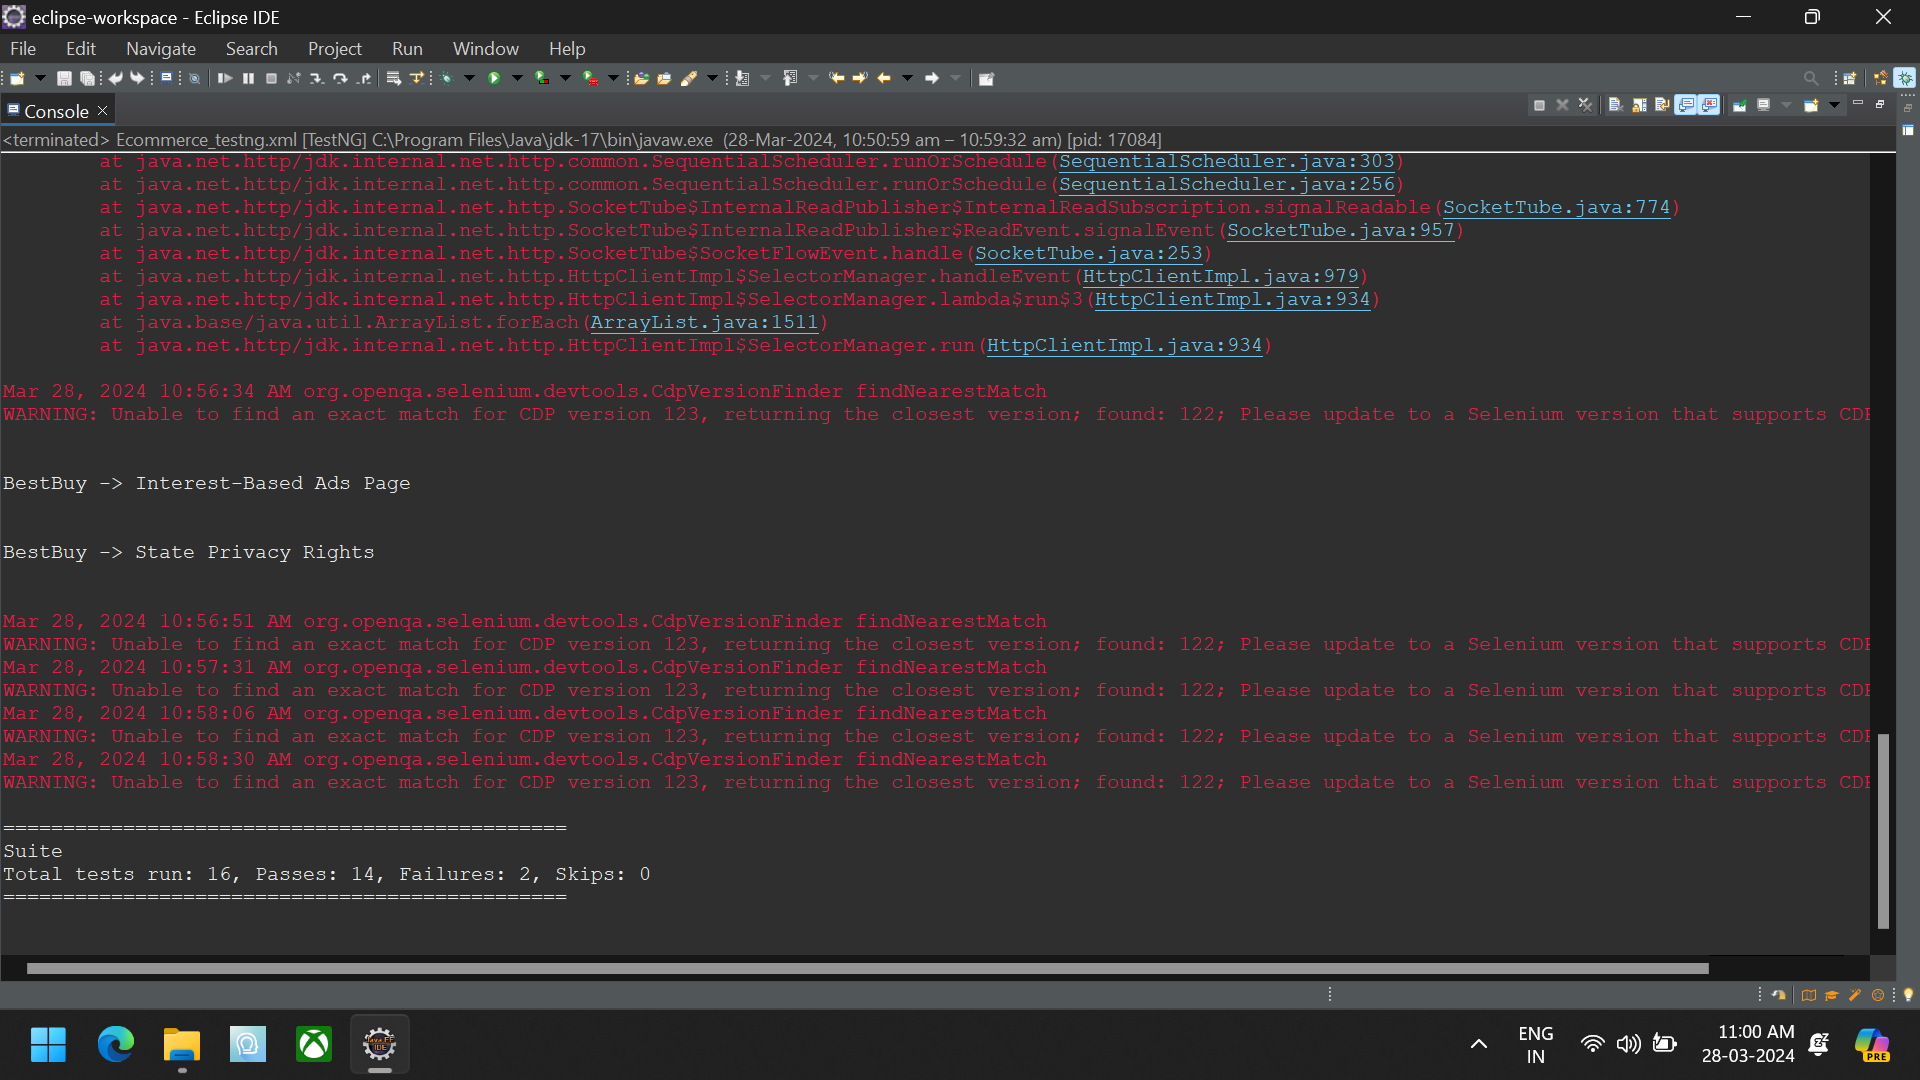 eclipse-workspace - Eclipse IDE
File Edit Navigate Search Project Run Window Help
Console
<terminated> Ecommerce_testng.xml [TestNG] C:\Program Files\Java\jdk-17\bin\javaw.exe (28-Mar-2024, 10:50:59 am – 10:59:32 am) [pid: 17084]
at java.net.http/jdk.internal.net.http.common.SequentialScheduler.runOrSchedule(SequentialScheduler.java:303)
at java.net.http/jdk.internal.net.http.common.SequentialScheduler.runOrSchedule(SequentialScheduler.java:256)
at java.net.http/jdk.internal.net.http.SocketTube$InternalReadPublisher$InternalReadSubscription.signalReadable(SocketTube.java:774)
at java.net.http/jdk.internal.net.http.SocketTube$InternalReadPublisher$ReadEvent.signalEvent(SocketTube.java:957)
at java.net.http/jdk.internal.net.http.SocketTube$SocketFlowEvent.handle(SocketTube.java:253)
at java.net.http/jdk.internal.net.http.HttpClientImpl$SelectorManager.handleEvent(HttpClientImpl.java:979)
at java.net.http/jdk.internal.net.http.HttpClientImpl$SelectorManager.lambda$run$3(HttpClientImpl.java:934)
at java.base/java.util.ArrayList.forEach(ArrayList.java:1511)
at java.net.http/jdk.internal.net.http.HttpClientImpl$SelectorManager.run(HttpClientImpl.java:934)
Mar 28, 2024 10:56:34 AM org.openqa.selenium.devtools.CdpVersionFinder findNearestMatch
WARNING: Unable to find an exact match for CDP version 123, returning the closest version; found: 122; Please update to a Selenium version that supports CDP
BestBuy -> Interest-Based Ads Page
BestBuy -> State Privacy Rights
Mar 28, 2024 10:56:51 AM org.openqa.selenium.devtools.CdpVersionFinder findNearestMatch
WARNING: Unable to find an exact match for CDP version 123, returning the closest version; found: 122; Please update to a Selenium version that supports CDP
Mar 28, 2024 10:57:31 AM org.openqa.selenium.devtools.CdpVersionFinder findNearestMatch
WARNING: Unable to find an exact match for CDP version 123, returning the closest version; found: 122; Please update to a Selenium version that supports CDP
Mar 28, 2024 10:58:06 AM org.openqa.selenium.devtools.CdpVersionFinder findNearestMatch
WARNING: Unable to find an exact match for CDP version 123, returning the closest version; found: 122; Please update to a Selenium version that supports CDP
Mar 28, 2024 10:58:30 AM org.openqa.selenium.devtools.CdpVersionFinder findNearestMatch
WARNING: Unable to find an exact match for CDP version 123, returning the closest version; found: 122; Please update to a Selenium version that supports CDP
===============================================
Suite
Total tests run: 16, Passes: 14, Failures: 2, Skips: 0
===============================================
Java EE
IDE
ENG
IN
11:00 AM
28-03-2024
PRE